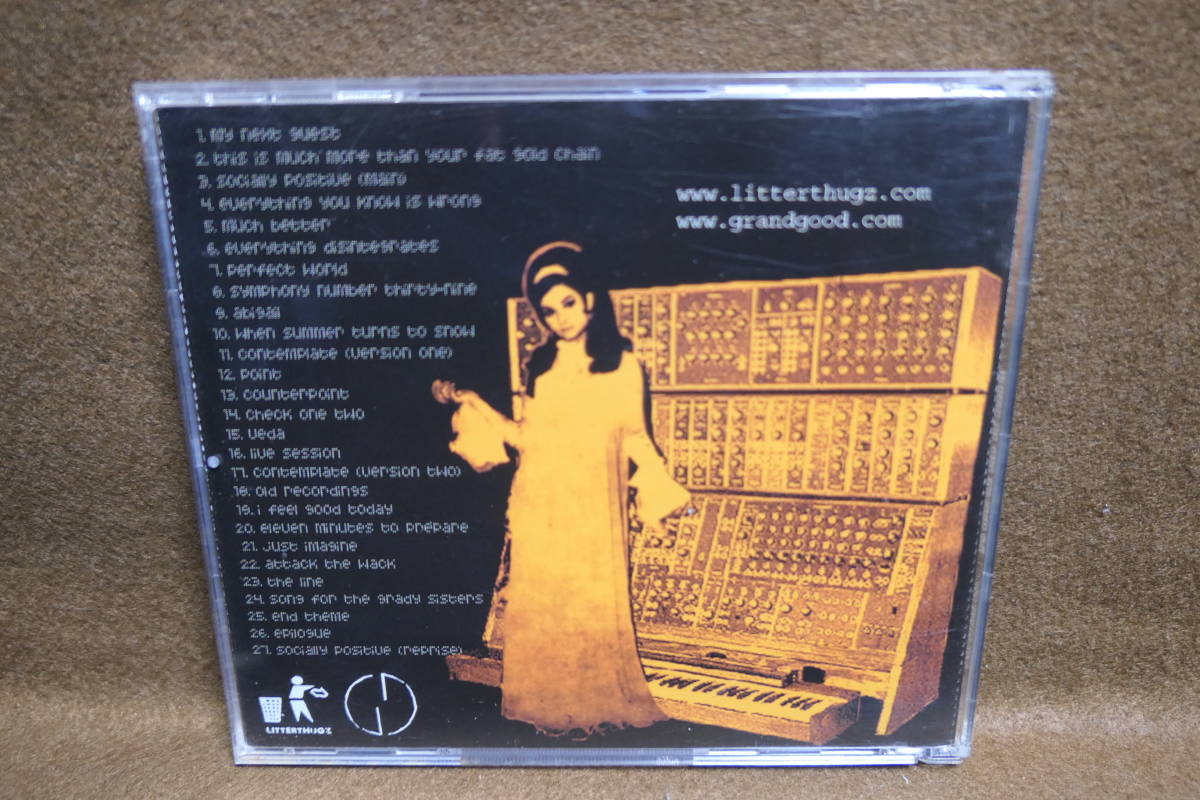 1. my next guest
2. this is much more than your fat gold chain
3. socially positive (main)
4. everything you know is wrong
5. much better
6. everything disintegrates
7. perfect world
8. symphony number thirty-nine
9. abigail
10. when summer turns to snow
11. contemplate (version one)
12. point
13. counterpoint
14. check one two
15. veda
16. live session
17. contemplate (version two)
18. old recordings
19. i feel good today
20. eleven minutes to prepare
21. just imagine
22. attack the wack
23. the line
24. song for the grady sisters
25. end theme
26. epilogue
27. socially positive (reprise)
www.litterthugz.com
www.grandgood.com
LITTERTHUGZ